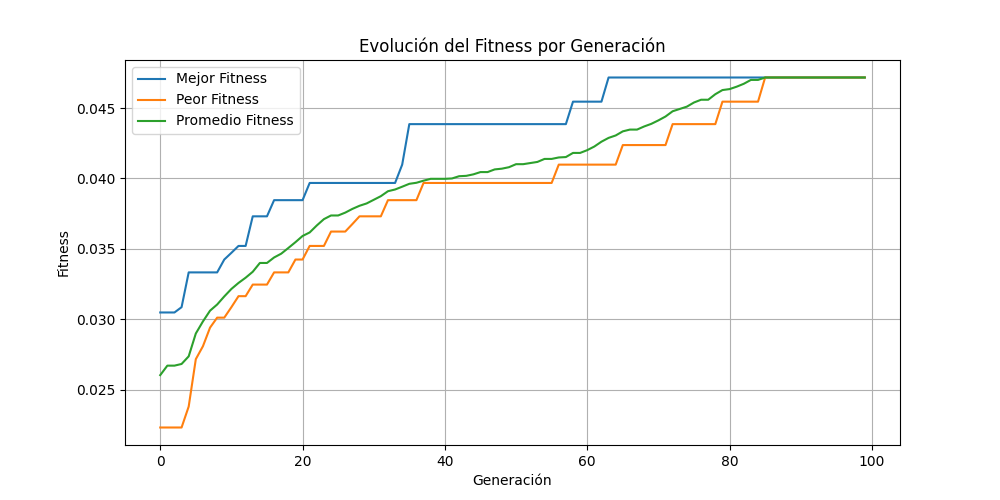 Evolución del Fitness por Generación
Mejor Fitness
Peor Fitness
Promedio Fitness
Fitness
0.045
0.040
0.035
0.030
0.025
0 20 40 60 80 100
Generación